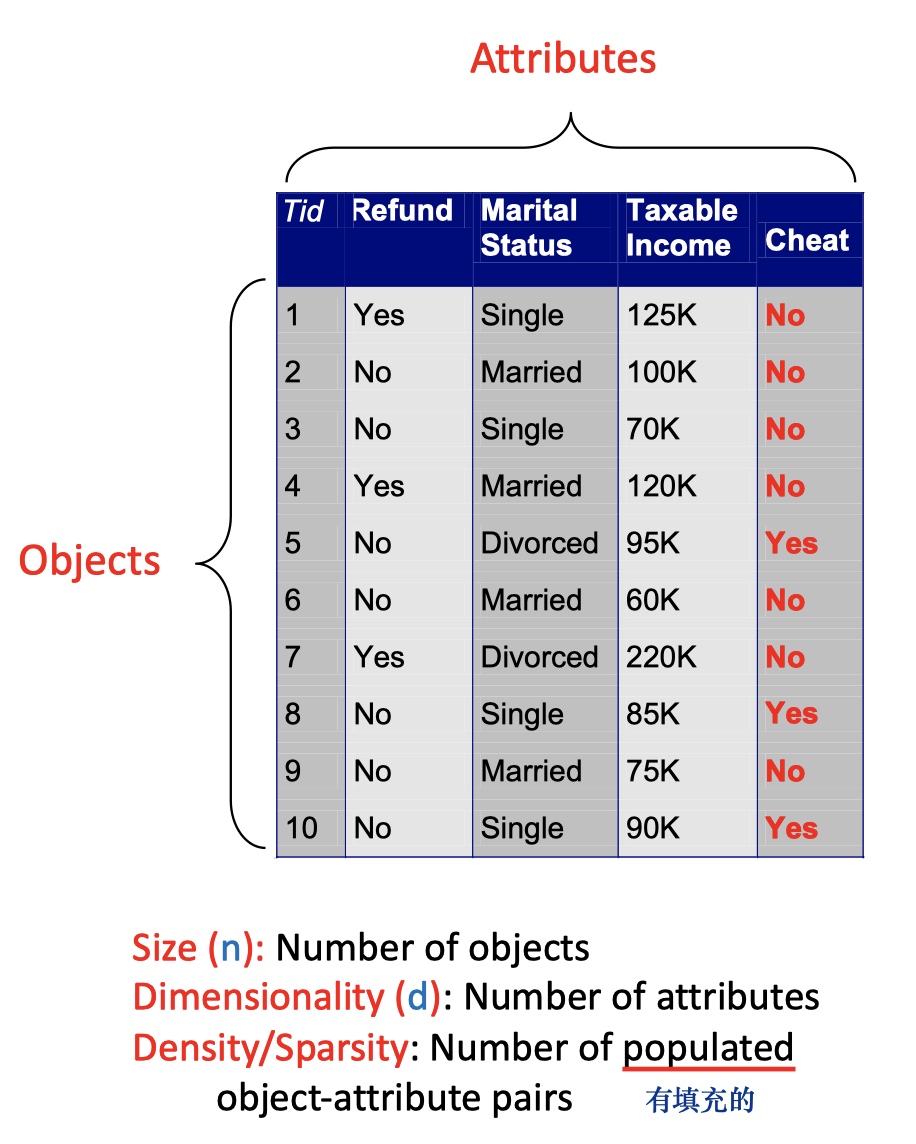 Attributes
Tid Refund Marital Status Taxable Income Cheat
1 Yes Single 125K No
2 No Married 100K No
3 No Single 70K No
4 Yes Married 120K No
Objects
5 No Divorced 95K Yes
6 No Married 60K No
7 Yes Divorced 220K No
8 No Single 85K Yes
9 No Married 75K No
10 No Single 90K Yes
Size (n): Number of objects
Dimensionality (d): Number of attributes
Density/Sparsity: Number of populated
object-attribute pairs 有填充的